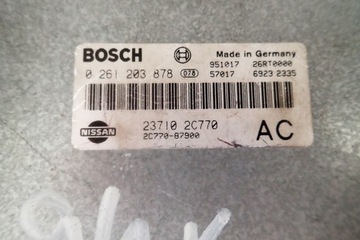 BOSCH
Made in Germany
951017 26RT0000
0 261 203 878 078 57017 6923 2335
NISSAN
23710 2C770 AC
2C770-87900